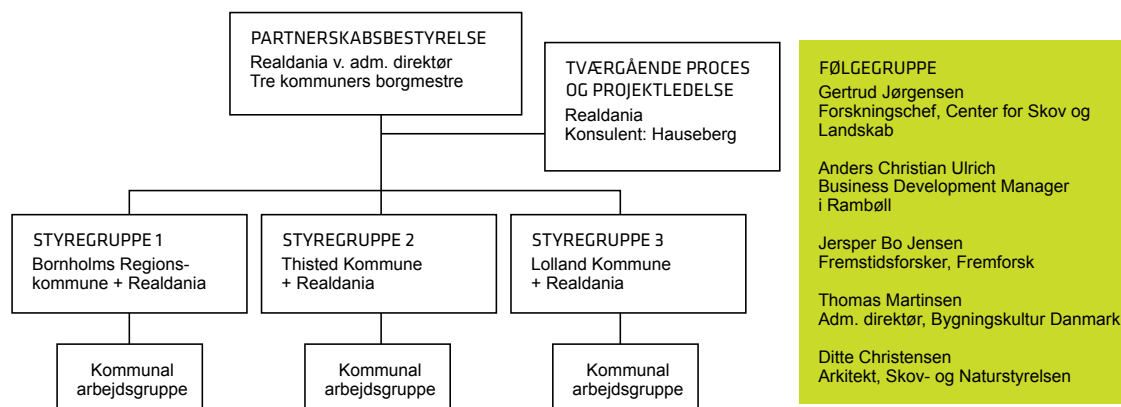 PARTNERSKABSBESTYRELSE
Realdania v. adm. direktør
Tre kommuners borgmestre
TVÆRGÅENDE PROCES
OG PROJEKTLEDELSE
Realdania
Konsulent: Hauseberg
STYREGRUPPE 1
Bornholms Regions-
kommune + Realdania
STYREGRUPPE 2
Thisted Kommune
+ Realdania
STYREGRUPPE 3
Lolland Kommune
+ Realdania
Kommunal
arbejdsgruppe
Kommunal
arbejdsgruppe
Kommunal
arbejdsgruppe
FØLGEGRUPPE
Gertrud Jørgensen
Forskningschef, Center for Skov og
Landskab
Anders Christian Ulrich
Business Development Manager
i Rambøll
Jersper Bo Jensen
Fremstidsforsker, Fremforsk
Thomas Martinsen
Adm. direktør, Bygningskultur Danmark
Ditte Christensen
Arkitekt, Skov- og Naturstyrelsen